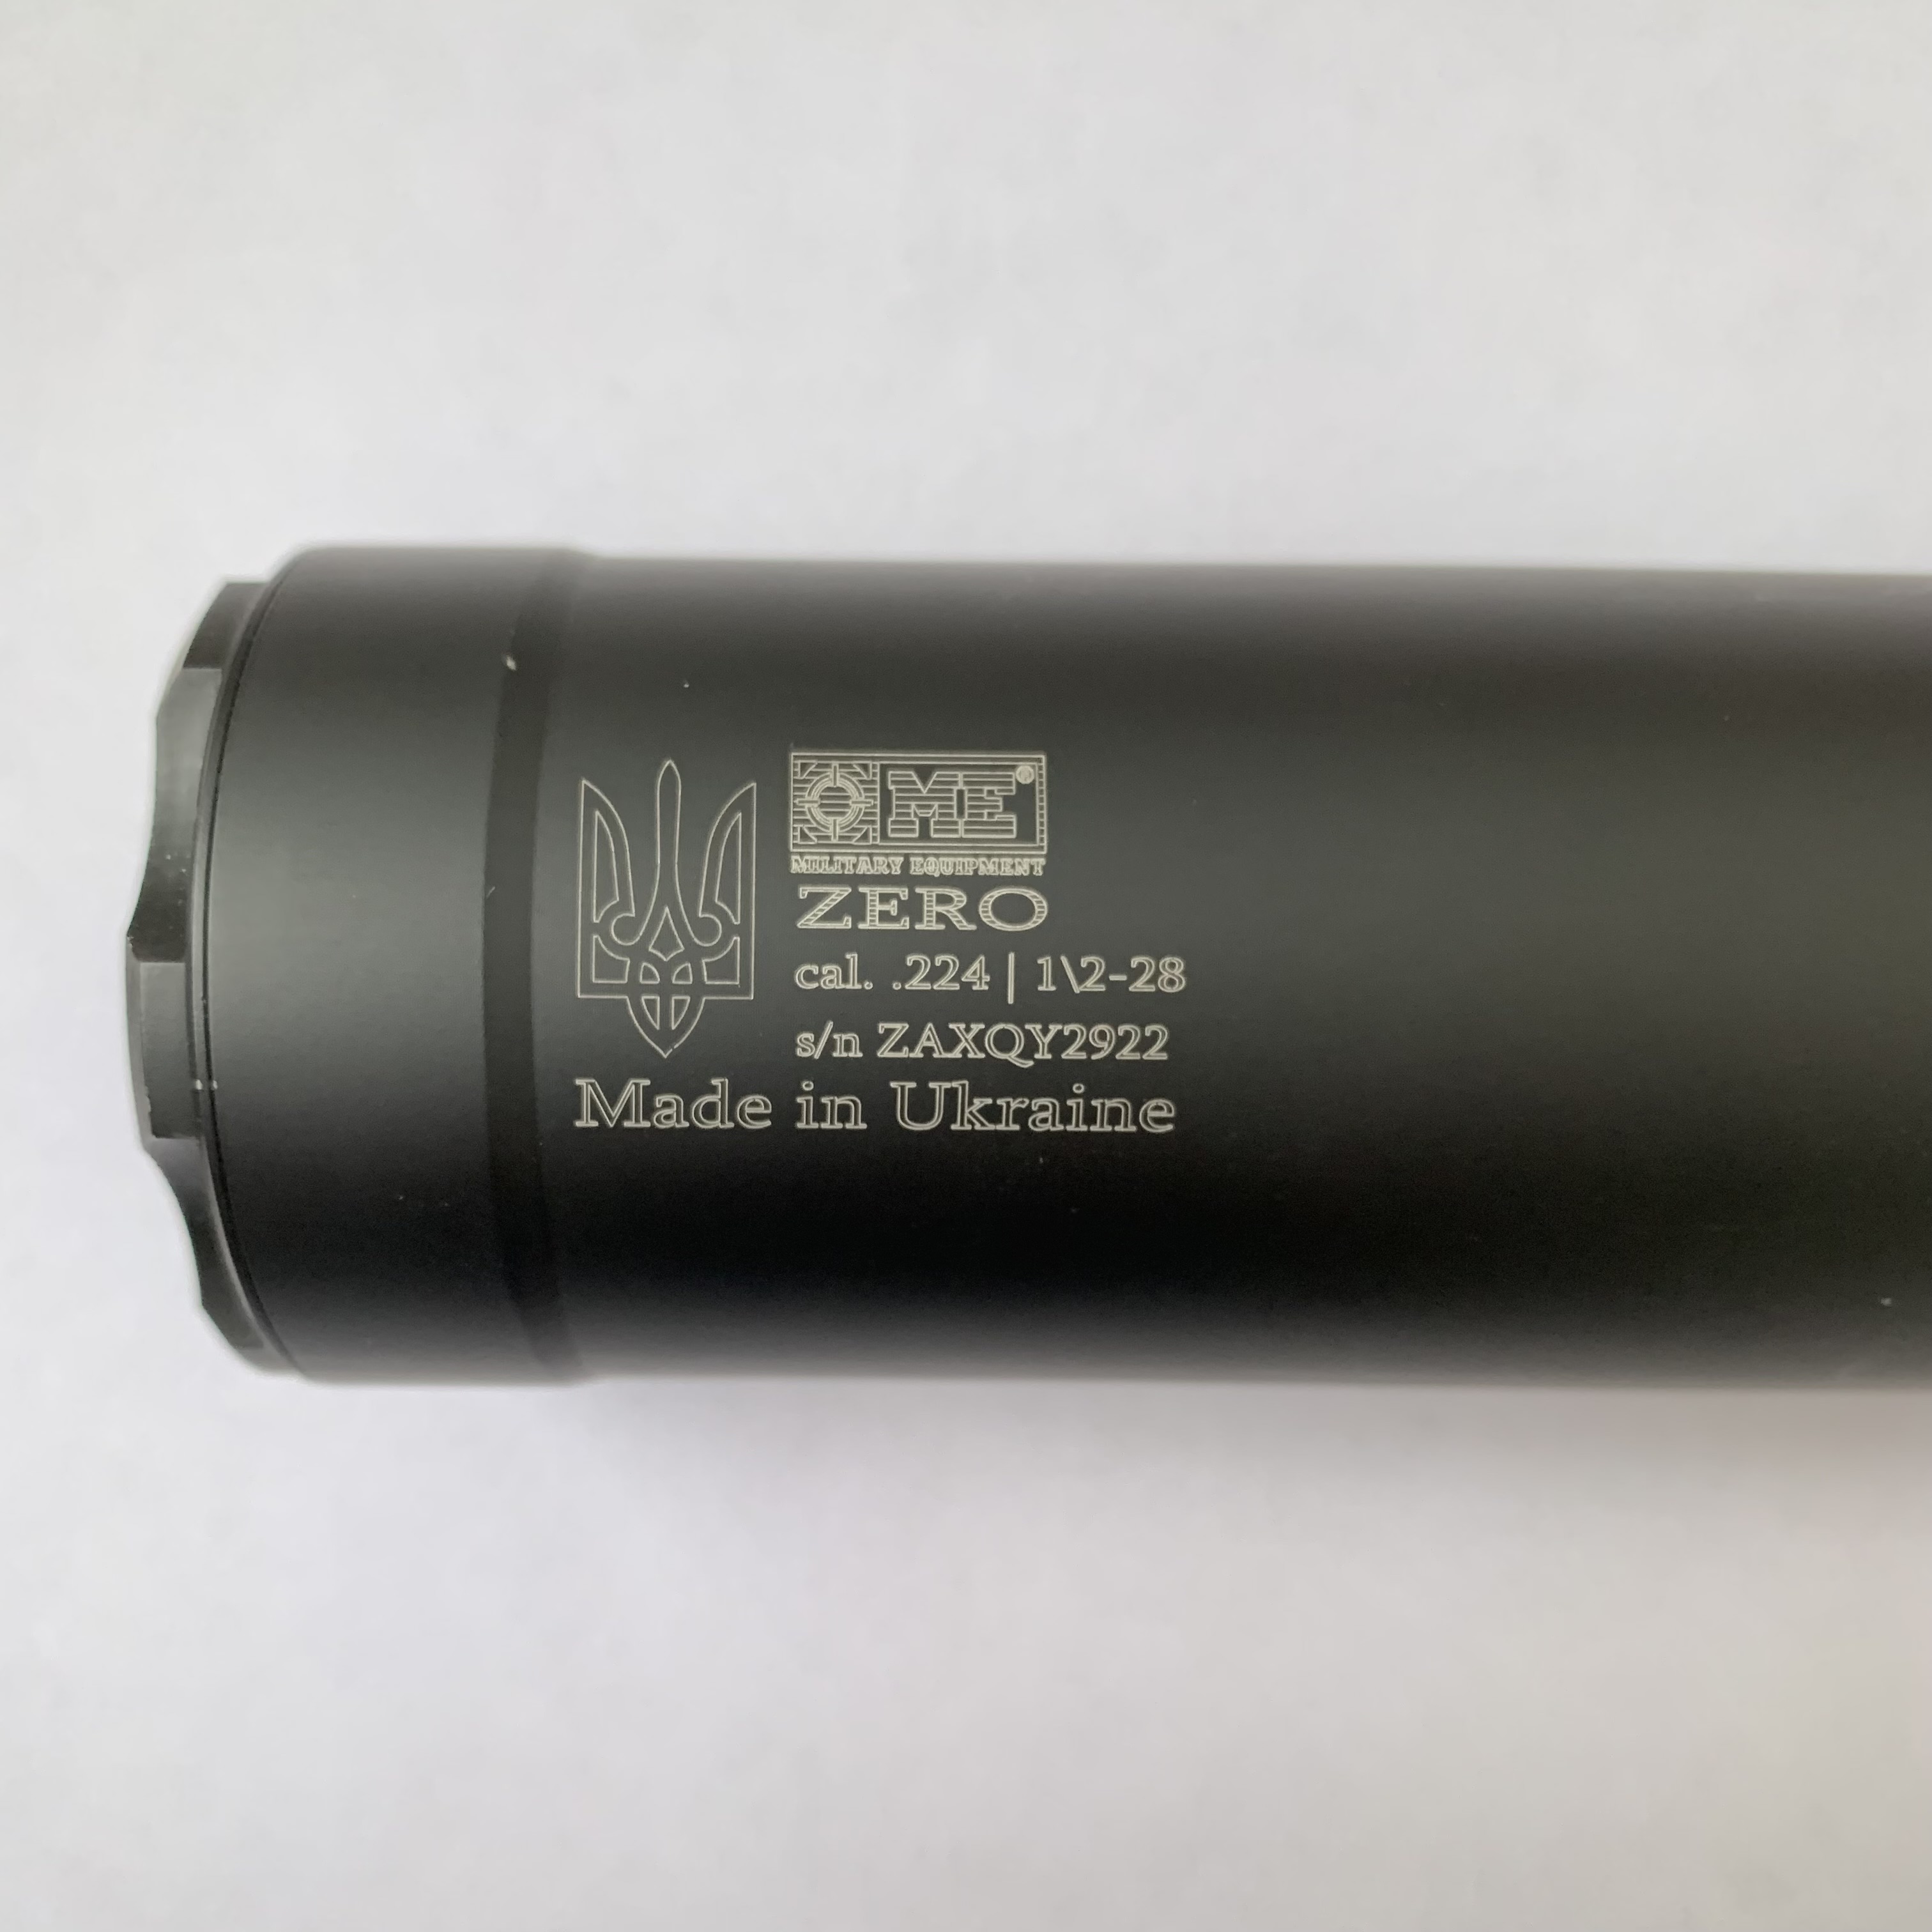 ME®
MILITARY EQUIPMENT
ZERO
cal. .224 | 1\2-28
s/n ZAXQY2922
Made in Ukraine